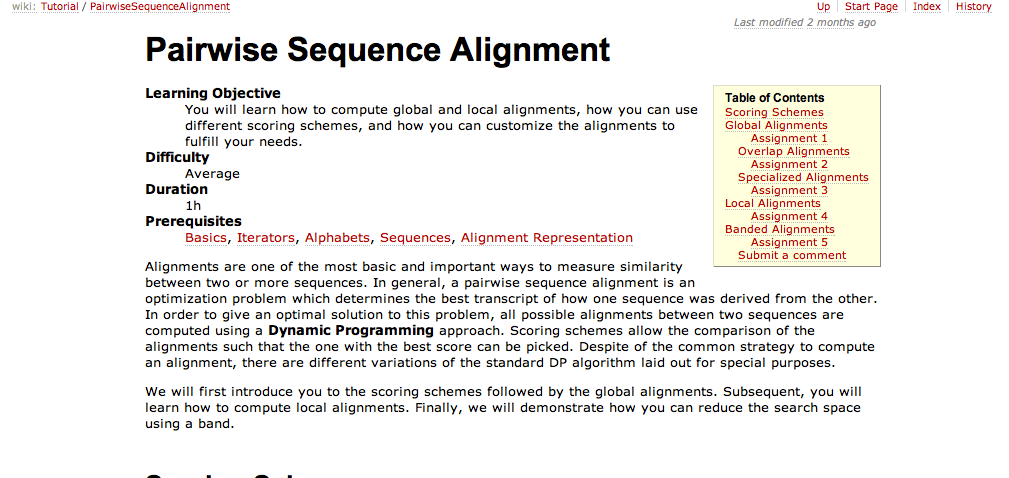 wiki: Tutorial / PairwiseSequenceAlignment
Up | Start Page | Index | History
Last modified 2 months ago
Pairwise Sequence Alignment
Learning Objective
You will learn how to compute global and local alignments, how you can use
different scoring schemes, and how you can customize the alignments to
fulfill your needs.
Difficulty
Average
Duration
1h
Prerequisites
Basics, Iterators, Alphabets, Sequences, Alignment Representation
Table of Contents
Scoring Schemes
Global Alignments
Assignment 1
Overlap Alignments
Assignment 2
Specialized Alignments
Assignment 3
Local Alignments
Assignment 4
Banded Alignments
Assignment 5
Submit a comment
Alignments are one of the most basic and important ways to measure similarity
between two or more sequences. In general, a pairwise sequence alignment is an
optimization problem which determines the best transcript of how one sequence was derived from the other.
In order to give an optimal solution to this problem, all possible alignments between two sequences are
computed using a Dynamic Programming approach. Scoring schemes allow the comparison of the
alignments such that the one with the best score can be picked. Despite of the common strategy to compute
an alignment, there are different variations of the standard DP algorithm laid out for special purposes.
We will first introduce you to the scoring schemes followed by the global alignments. Subsequent, you will
learn how to compute local alignments. Finally, we will demonstrate how you can reduce the search space
using a band.